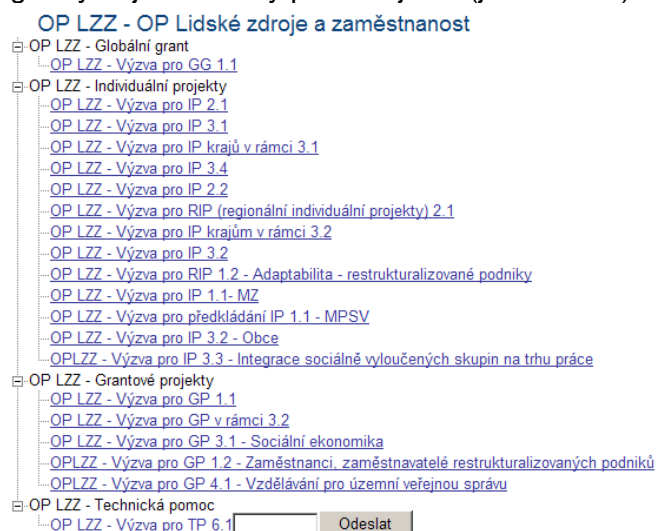 OP LZZ - OP Lidské zdroje a zaměstnanost
OP LZZ - Globální grant
OP LZZ - Výzva pro GG 1.1
OP LZZ - Individuální projekty
OP LZZ - Výzva pro IP 2.1
OP LZZ - Výzva pro IP 3.1
OP LZZ - Výzva pro IP krajů v rámci 3.1
OP LZZ - Výzva pro IP 3.4
OP LZZ - Výzva pro IP 2.2
OP LZZ - Výzva pro RIP (regionální individuální projekty) 2.1
OP LZZ - Výzva pro IP krajům v rámci 3.2
OP LZZ - Výzva pro IP 3.2
OP LZZ - Výzva pro RIP 1.2 - Adaptabilita - restrukturalizované podniky
OP LZZ - Výzva pro IP 1.1- MZ
OP LZZ - Výzva pro předkládání IP 1.1 - MPSV
OP LZZ - Výzva pro IP 3.2 - Obce
OPLZZ - Výzva pro IP 3.3 - Integrace sociálně vyloučených skupin na trhu práce
OP LZZ - Grantové projekty
OP LZZ - Výzva pro GP 1.1
OP LZZ - Výzva pro GP v rámci 3.2
OP LZZ - Výzva pro GP 3.1 - Sociální ekonomika
OPLZZ - Výzva pro GP 1.2 - Zaměstnanci, zaměstnavatelé restrukturalizovaných podniků
OPLZZ - Výzva pro GP 4.1 - Vzdělávání pro územní veřejnou správu
OP LZZ - Technická pomoc
OP LZZ - Výzva pro TP 6.1 Odeslat